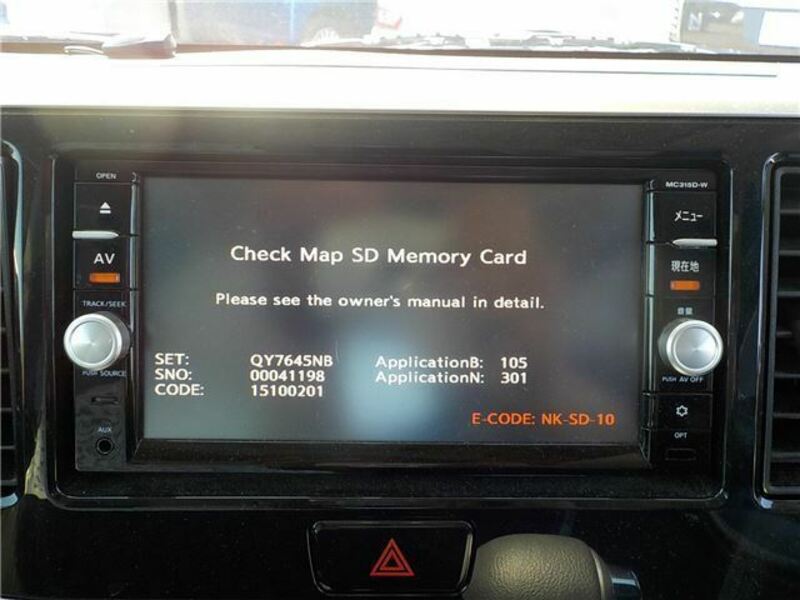 OPEN
MC315D-W
AV
メニュー
現在地
TRACK/SEEK
音量
PUSH SOURCE
PUSH AV OFF
AUX
OPT
Check Map SD Memory Card
Please see the owner's manual in detail.
SET: QY7645NB ApplicationB: 105
SNO: 00041198 ApplicationN: 301
CODE: 15100201
E-CODE: NK-SD-10